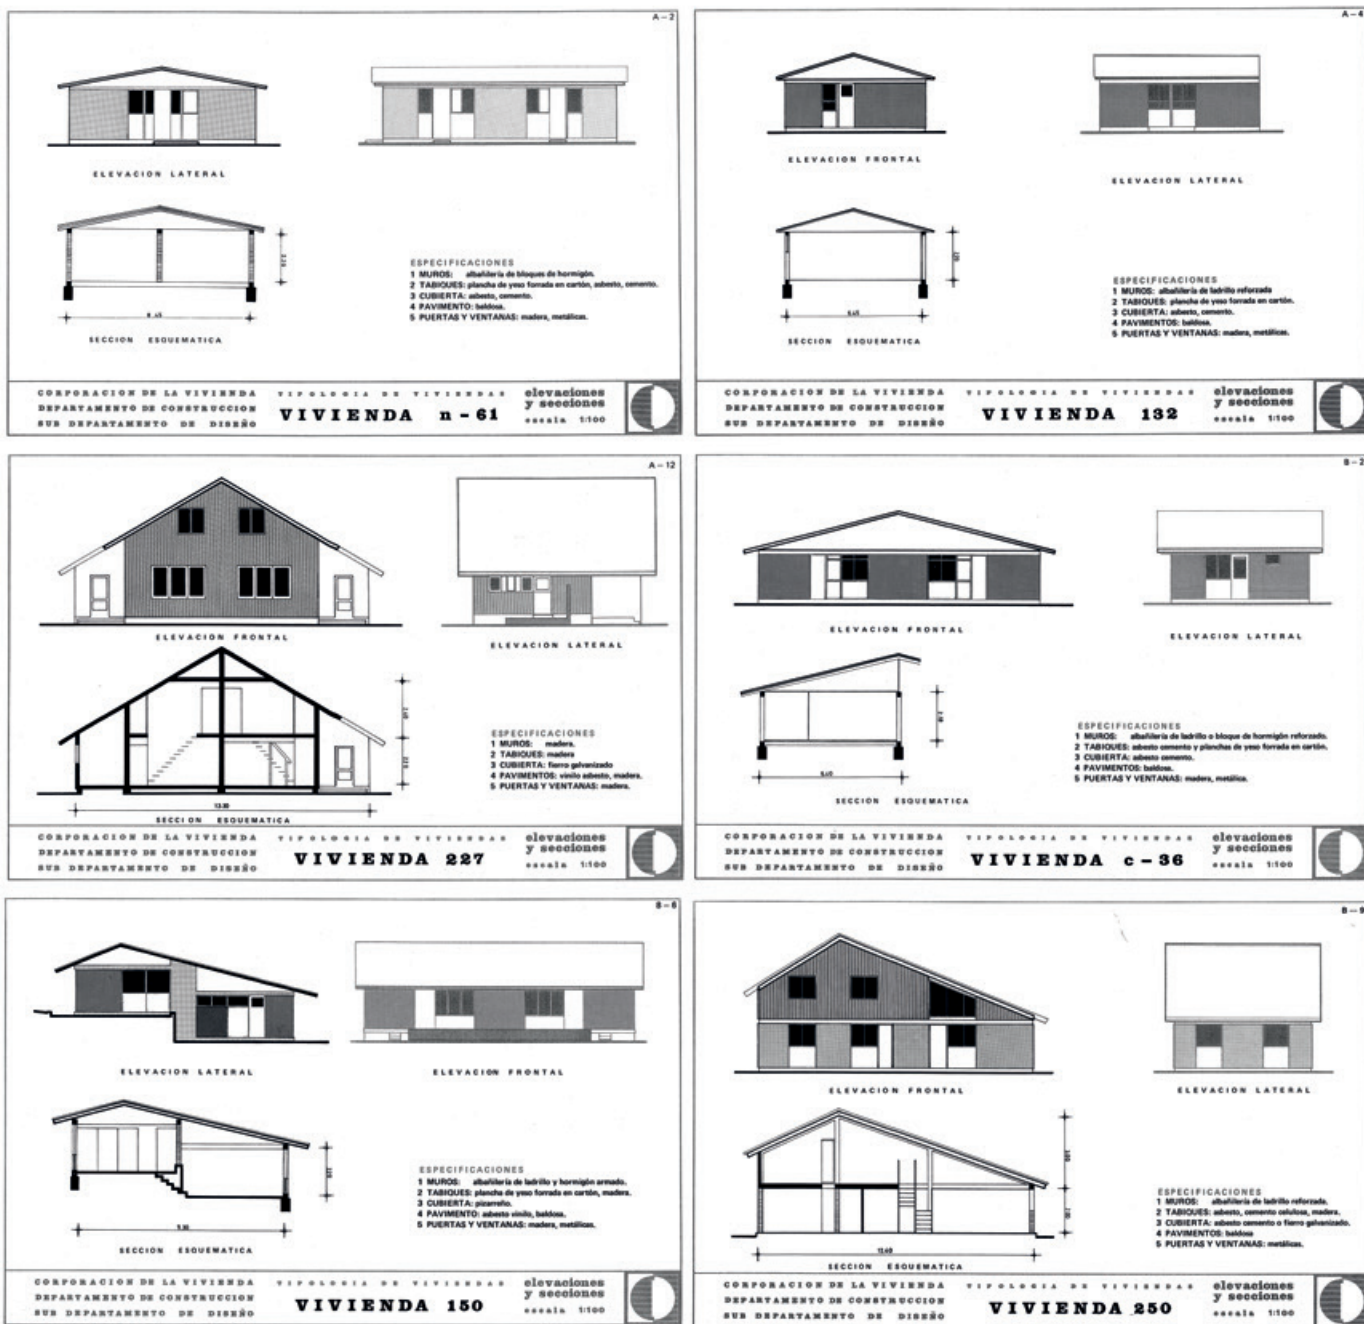 A-2
ELEVACION LATERAL
ESPECIFICACIONES
1 MUROS: albañilería de bloques de hormigón.
2 TABIQUES: plancha de yeso forrada en cartón, asbesto, cemento.
3 CUBIERTA: asbesto, cemento.
4 PAVIMENTO: baldosa.
5 PUERTAS Y VENTANAS: madera, metálicas.
SECCION ESQUEMATICA
CORPORACION DE LA VIVIENDA
DEPARTAMENTO DE CONSTRUCCION
SUB DEPARTAMENTO DE DISEÑO
TIPOLOGIA DE VIVIENDAS
VIVIENDA n-61
elevaciones
y secciones
escala 1:100
A-4
ELEVACION FRONTAL
ELEVACION LATERAL
ESPECIFICACIONES
1 MUROS: albañilería de ladrillo reforzada
2 TABIQUES: plancha de yeso forrada en cartón.
3 CUBIERTA: asbesto, cemento.
4 PAVIMENTOS: baldosa.
5 PUERTAS Y VENTANAS: madera, metálicas.
6.45
SECCION ESQUEMATICA
CORPORACION DE LA VIVIENDA
DEPARTAMENTO DE CONSTRUCCION
SUB DEPARTAMENTO DE DISEÑO
TIPOLOGIA DE VIVIENDAS
VIVIENDA 132
elevaciones
y secciones
escala 1:100
A-12
ELEVACION FRONTAL
ELEVACION LATERAL
ESPECIFICACIONES
1 MUROS: madera.
2 TABIQUES: madera
3 CUBIERTA: fierro galvanizado
4 PAVIMENTOS: vinilo asbesto, madera.
5 PUERTAS Y VENTANAS: madera.
SECCION ESQUEMATICA
CORPORACION DE LA VIVIENDA
DEPARTAMENTO DE CONSTRUCCION
SUB DEPARTAMENTO DE DISEÑO
TIPOLOGIA DE VIVIENDAS
VIVIENDA 227
elevaciones
y secciones
escala 1:100
B-2
ELEVACION FRONTAL
ELEVACION LATERAL
ESPECIFICACIONES
1 MUROS: albañilería de ladrillo o bloque de hormigón reforzado.
2 TABIQUES: asbesto cemento y planchas de yeso forrada en cartón.
3 CUBIERTA: asbesto cemento.
4 PAVIMENTOS: baldosa.
5 PUERTAS Y VENTANAS: madera, metálica.
SECCION ESQUEMATICA
CORPORACION DE LA VIVIENDA
DEPARTAMENTO DE CONSTRUCCION
SUB DEPARTAMENTO DE DISEÑO
TIPOLOGIA DE VIVIENDAS
VIVIENDA c-36
elevaciones
y secciones
escala 1:100
ELEVACION LATERAL
ELEVACION FRONTAL
ESPECIFICACIONES
1 MUROS: albañilería de ladrillo y hormigón armado.
2 TABIQUES: plancha de yeso forrada en cartón, madera.
3 CUBIERTA: pizarreño.
4 PAVIMENTO: asbesto vinilo, baldosa.
5 PUERTAS Y VENTANAS: madera, metálicas.
SECCION ESQUEMATICA
CORPORACION DE LA VIVIENDA
DEPARTAMENTO DE CONSTRUCCION
SUB DEPARTAMENTO DE DISEÑO
TIPOLOGIA DE VIVIENDAS
VIVIENDA 150
elevaciones
y secciones
escala 1:100
B-9
ELEVACION FRONTAL
ELEVACION LATERAL
ESPECIFICACIONES
1 MUROS: albañilería de ladrillo reforzada.
2 TABIQUES: asbesto, cemento celulosa, madera.
3 CUBIERTA: asbesto cemento o fierro galvanizado.
4 PAVIMENTOS: baldosa
5 PUERTAS Y VENTANAS: metálicas.
12.60
SECCION ESQUEMATICA
CORPORACION DE LA VIVIENDA
DEPARTAMENTO DE CONSTRUCCION
SUB DEPARTAMENTO DE DISEÑO
TIPOLOGIA DE VIVIENDAS
VIVIENDA 250
elevaciones
y secciones
escala 1:100